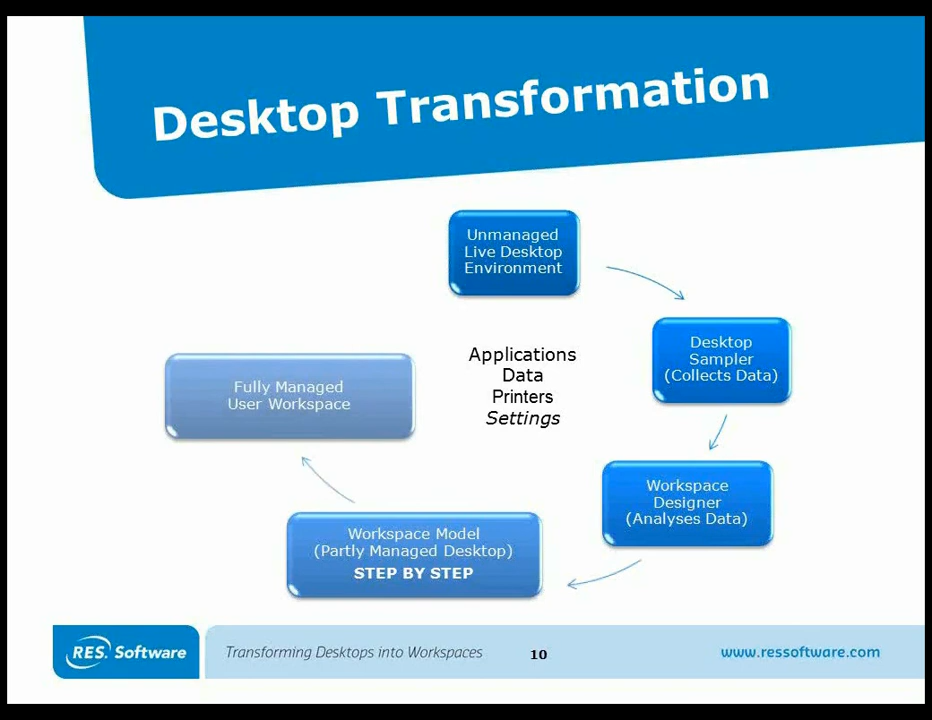 Desktop Transformation
Unmanaged
Live Desktop
Environment
Desktop
Sampler
(Collects Data)
Workspace
Designer
(Analyses Data)
Workspace Model
(Partly Managed Desktop)
STEP BY STEP
Fully Managed
User Workspace
Applications
Data
Printers
Settings
RES. Software
Transforming Desktops into Workspaces
10
www.ressoftware.com